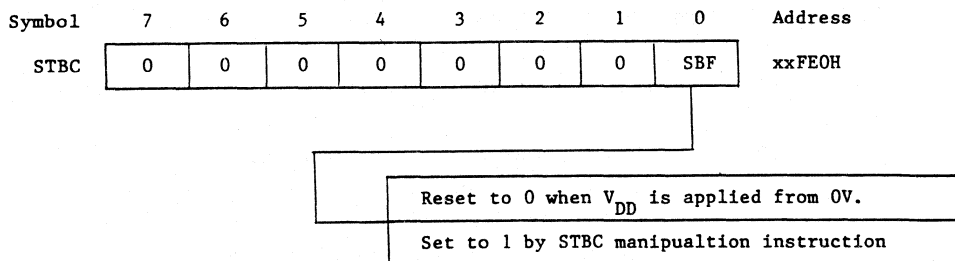 Symbol 7 6 5 4 3 2 1 0 Address
STBC 0 0 0 0 0 0 0 SBF xxFE0H
Reset to 0 when VDD is applied from 0V.
Set to 1 by STBC manipualtion instruction